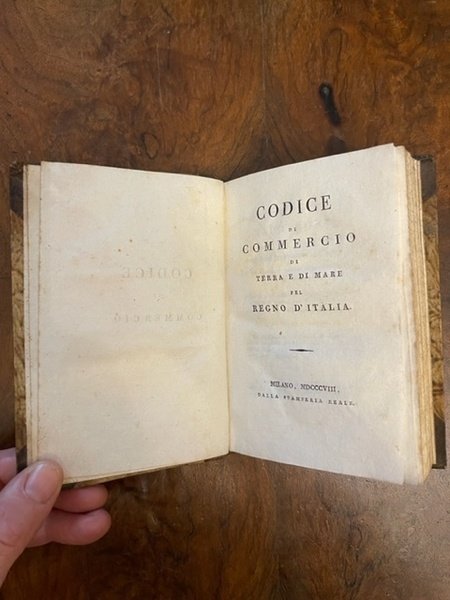 CODICE
DI
COMMERCIO
DI
TERRA E DI MARE
PEL
REGNO D'ITALIA.
MILANO, MDCCCVIII,
DALLA STAMPERIA REALE.